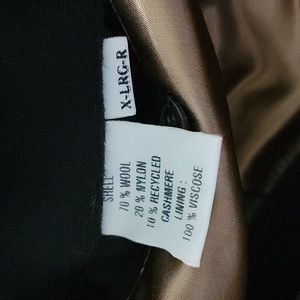 X-LRG-R
SHELL
70 % WOOL
20 % NYLON
10 % RECYCLED
CASHMERE
LINING :
100 % VISCOSE